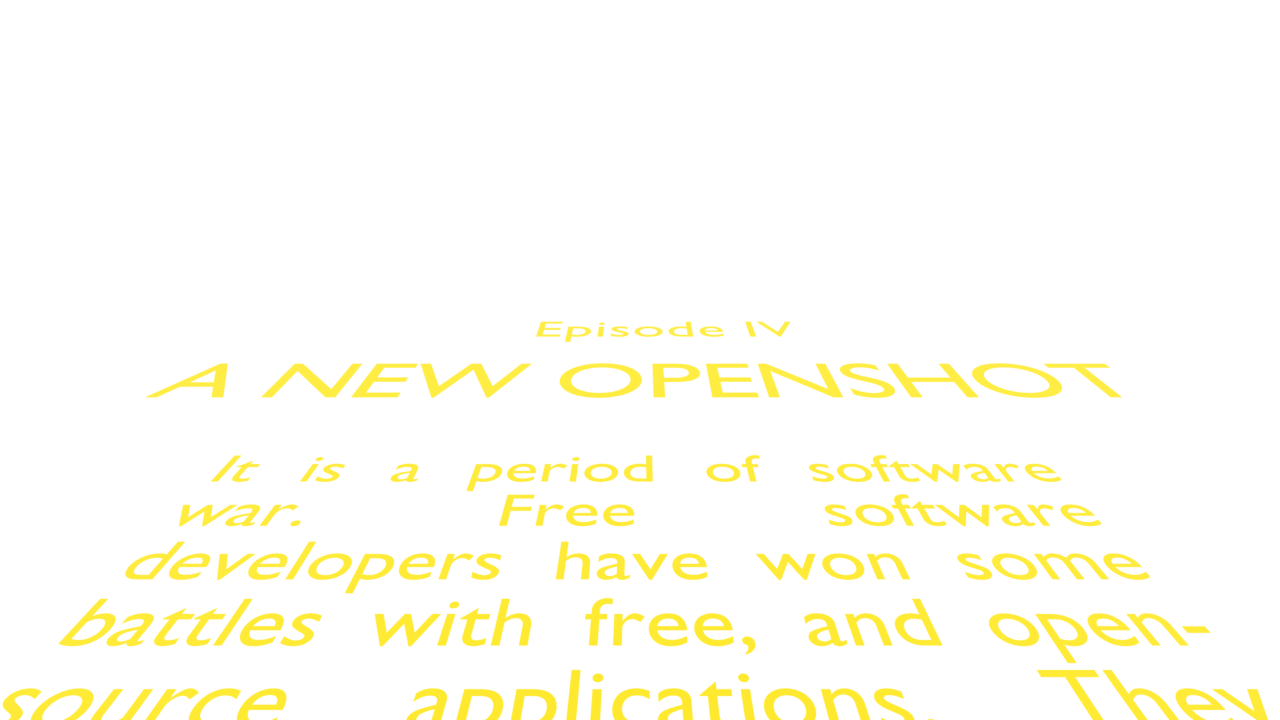 Episode IV
A NEW OPENSHOT
It is a period of software
war. Free software
developers have won some
battles with free, and open-
source applications. They